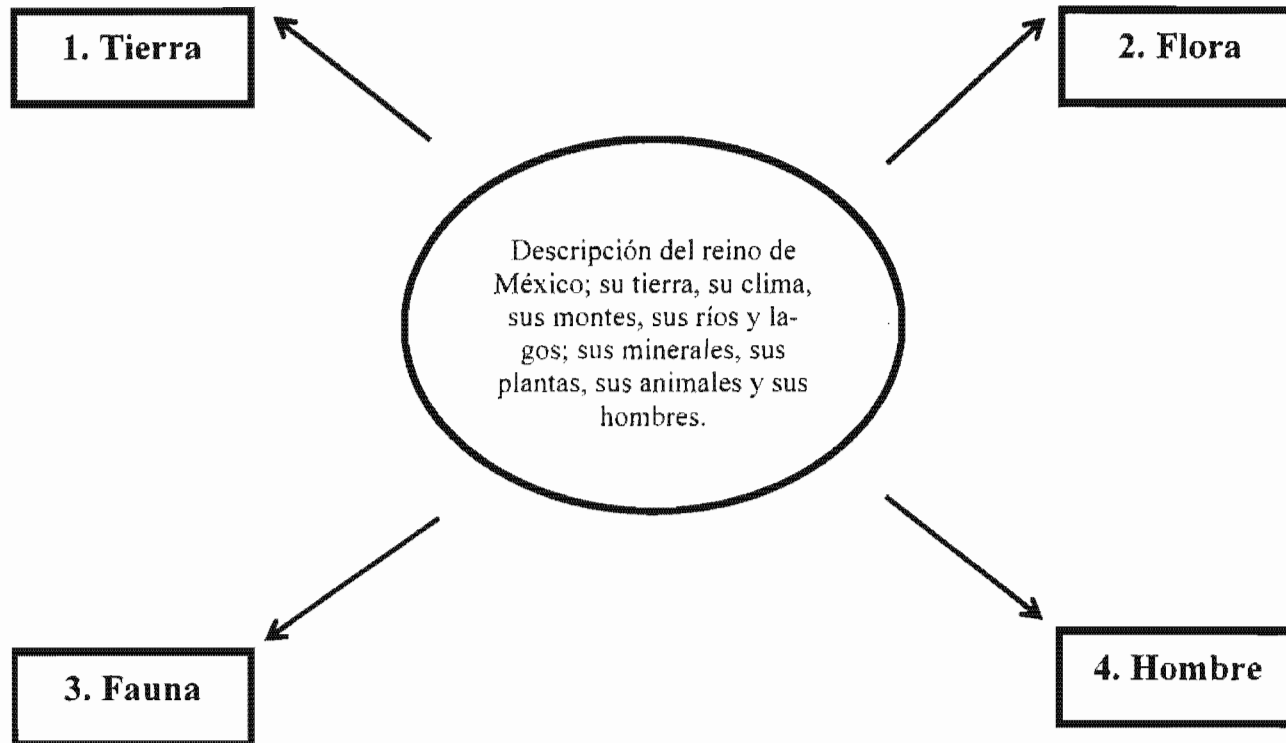 1. Tierra
2. Flora
Descripción del reino de
México; su tierra, su clima,
sus montes, sus ríos y la-
gos; sus minerales, sus
plantas, sus animales y sus
hombres.
3. Fauna
4. Hombre